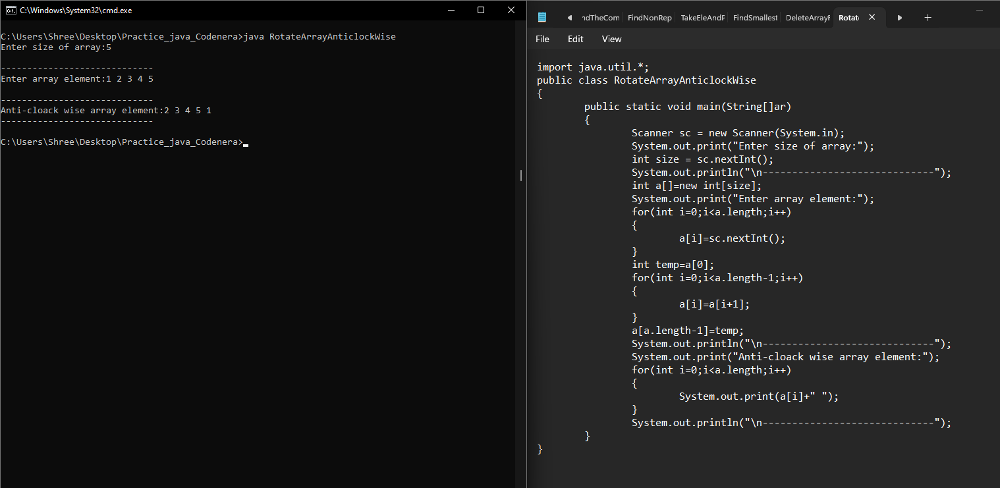 C:\Windows\System32\cmd.exe
C:\Users\Shree\Desktop\Practice_java_Codenera>java RotateArrayAnticlockWise
Enter size of array:5
-----------------------------
Enter array element:1 2 3 4 5
-----------------------------
Anti-cloack wise array element:2 3 4 5 1
-----------------------------
C:\Users\Shree\Desktop\Practice_java_Codenera>
ndTheCom FindNonRep TakeEleAndF FindSmallest DeleteArrayF Rotat
File Edit View
import java.util.*;
public class RotateArrayAnticlockWise
{
public static void main(String[]ar)
{
Scanner sc = new Scanner(System.in);
System.out.print("Enter size of array:");
int size = sc.nextInt();
System.out.println("\n-----------------------------");
int a[]=new int[size];
System.out.print("Enter array element:");
for(int i=0;i<a.length;i++)
{
a[i]=sc.nextInt();
}
int temp=a[0];
for(int i=0;i<a.length-1;i++)
{
a[i]=a[i+1];
}
a[a.length-1]=temp;
System.out.println("\n-----------------------------");
System.out.print("Anti-cloack wise array element:");
for(int i=0;i<a.length;i++)
{
System.out.print(a[i]+" ");
}
System.out.println("\n-----------------------------");
}
}